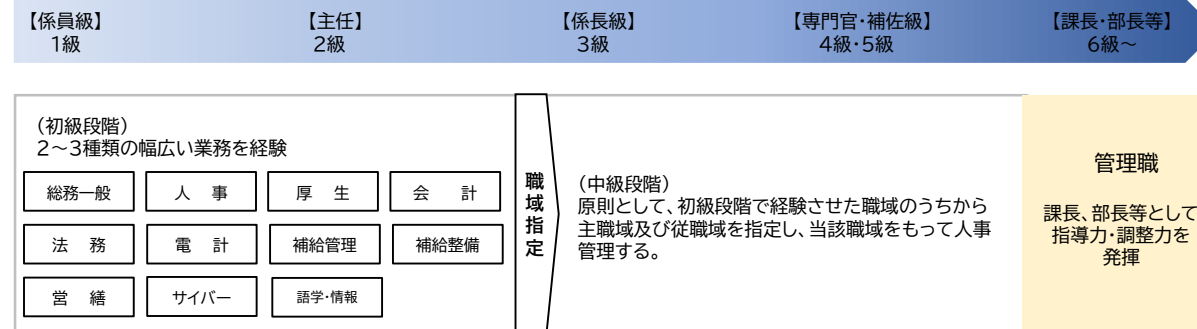 【係員級】
1級
【主任】
2級
【係長級】
3級
【専門官・補佐級】
4級・5級
【課長・部長等】
6級～
（初級段階）
2～3種類の幅広い業務を経験
総務一般
人　事
厚　生
会　計
法　務
電　計
補給管理
補給整備
営　繕
サイバー
語学・情報
職域指定
（中級段階）
原則として、初級段階で経験させた職域のうちから
主職域及び従職域を指定し、当該職域をもって人事
管理する。
管理職
課長、部長等として
指導力・調整力を
発揮